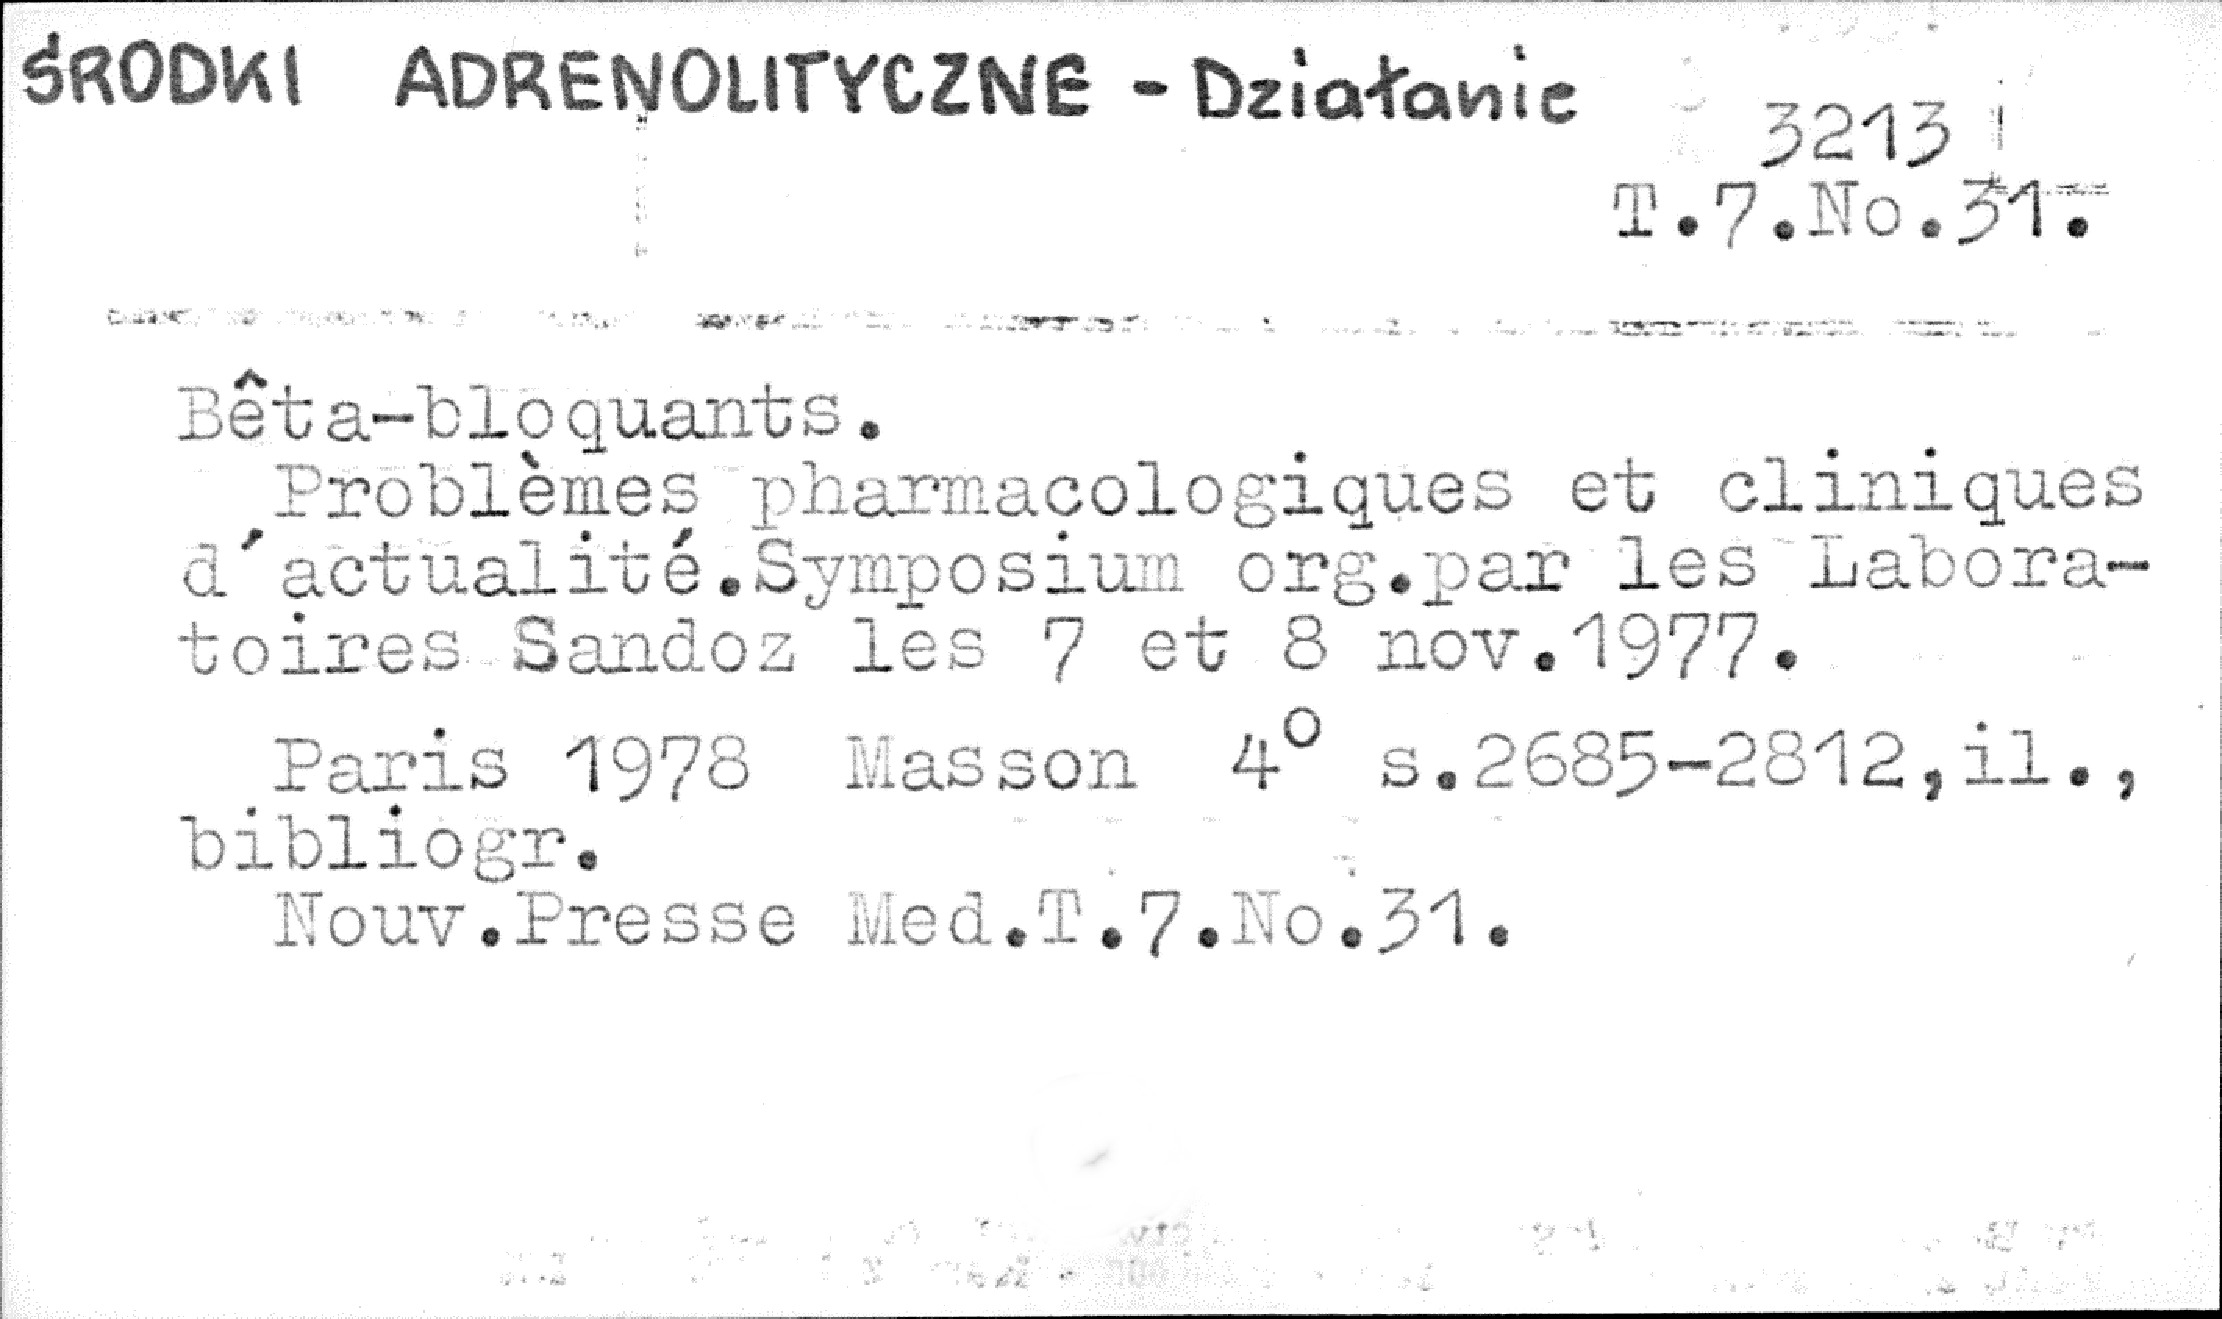 ŚRODKI ADRENOLITYCZNE - Działanie
3213
T.7.No.31.
Bêta-bloquants.
Problèmes pharmacologiques et cliniques
d'actualité.Symposium org.par les Labora-
toires Sandoz les 7 et 8 nov.1977.
Paris 1978 Masson 4º s.2685-2812,il.,
bibliogr.
Nouv.Presse Med.T.7.No.31.